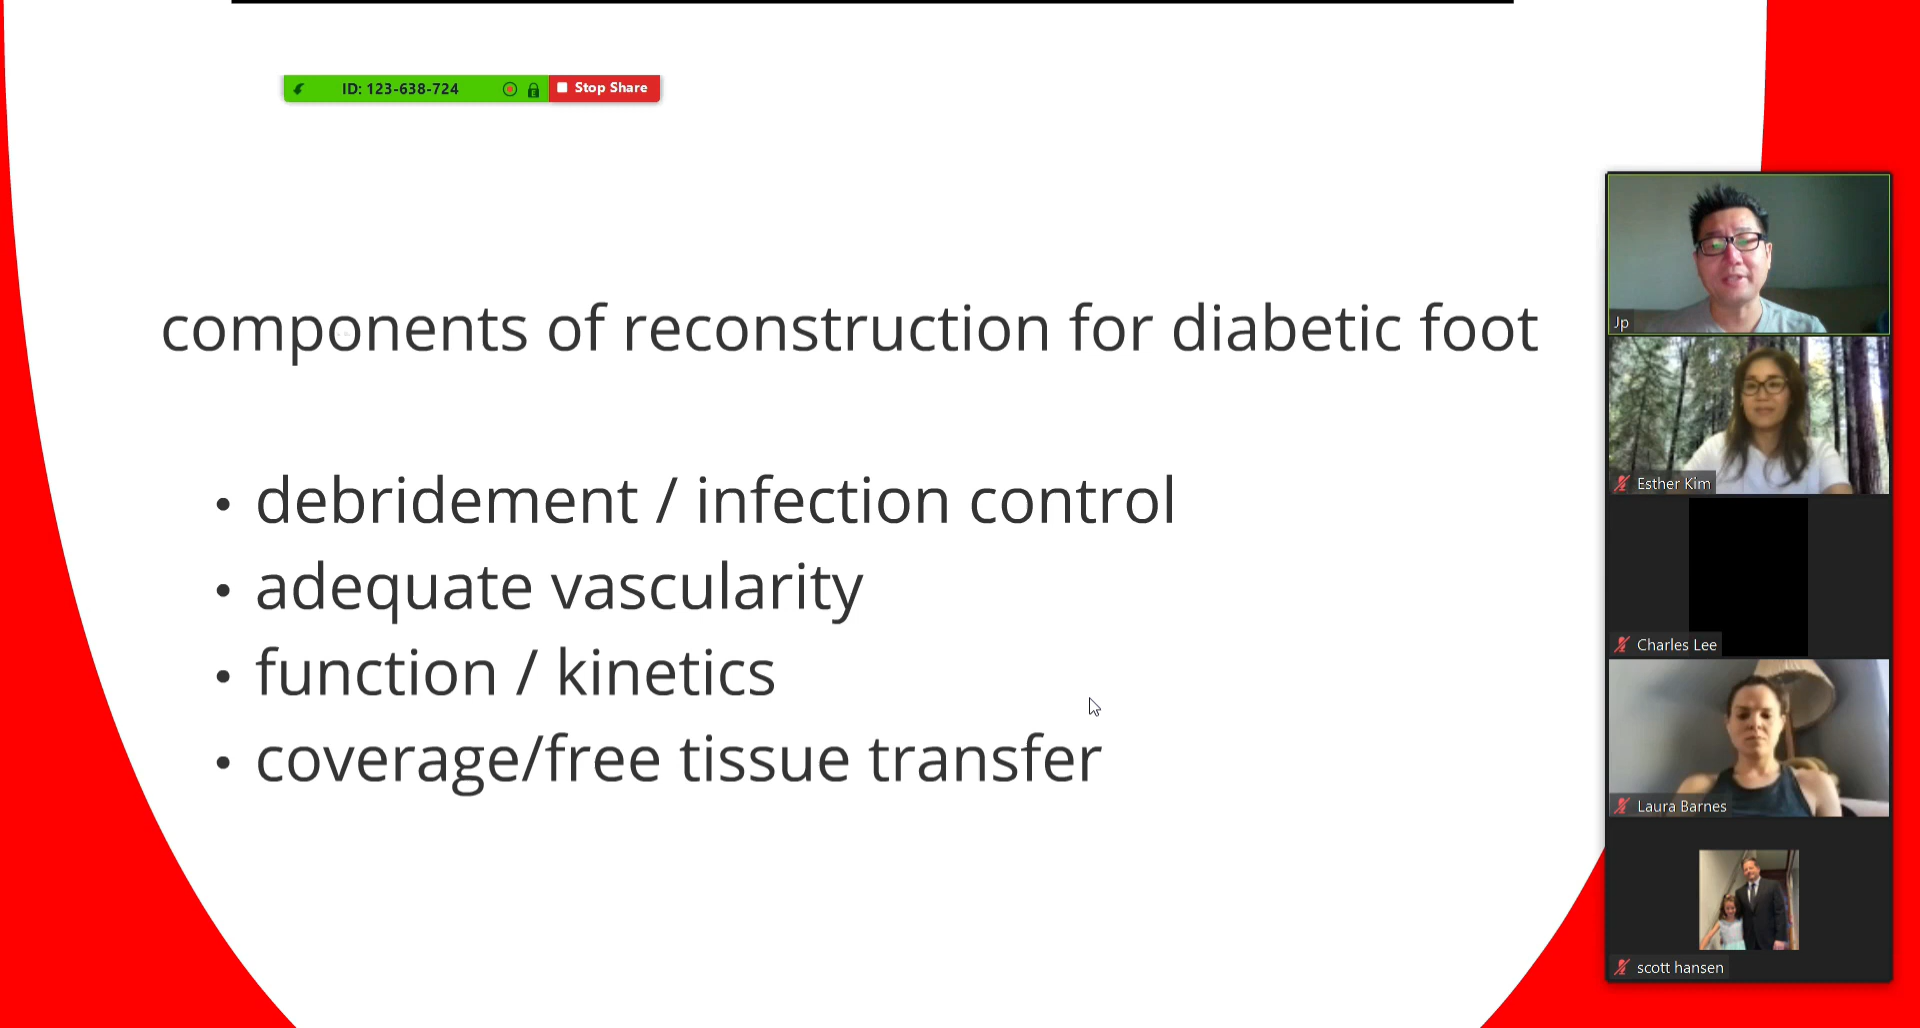 ID: 123-638-724
Stop Share
components of reconstruction for diabetic foot
• debridement / infection control
• adequate vascularity
• function / kinetics
• coverage/free tissue transfer
Jp
Esther Kim
Charles Lee
Laura Barnes
scott hansen